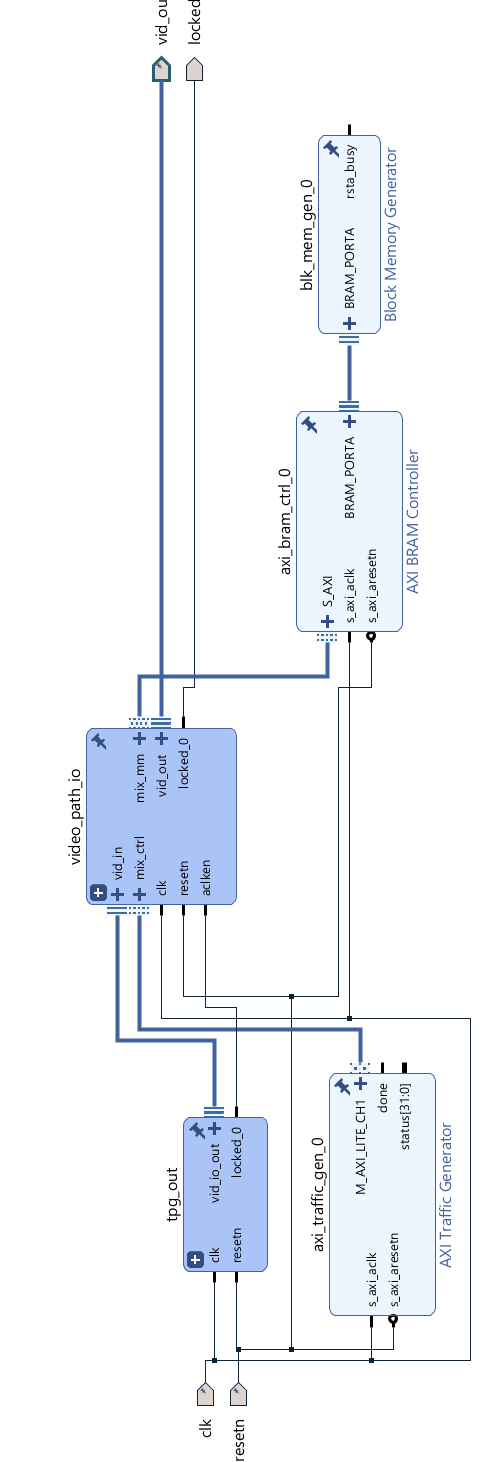 clk
resetn
tpg_out
clk
resetn
vid_io_out
locked_0
axi_traffic_gen_0
s_axi_aclk
s_axi_aresetn
M_AXI_LITE_CH1
done
status[31:0]
AXI Traffic Generator
video_path_io
vid_in
mix_ctrl
clk
resetn
aclken
mix_mm
vid_out
locked_0
axi_bram_ctrl_0
S_AXI
s_axi_aclk
s_axi_aresetn
BRAM_PORTA
AXI BRAM Controller
blk_mem_gen_0
BRAM_PORTA
rsta_busy
Block Memory Generator
vid_ou
locked